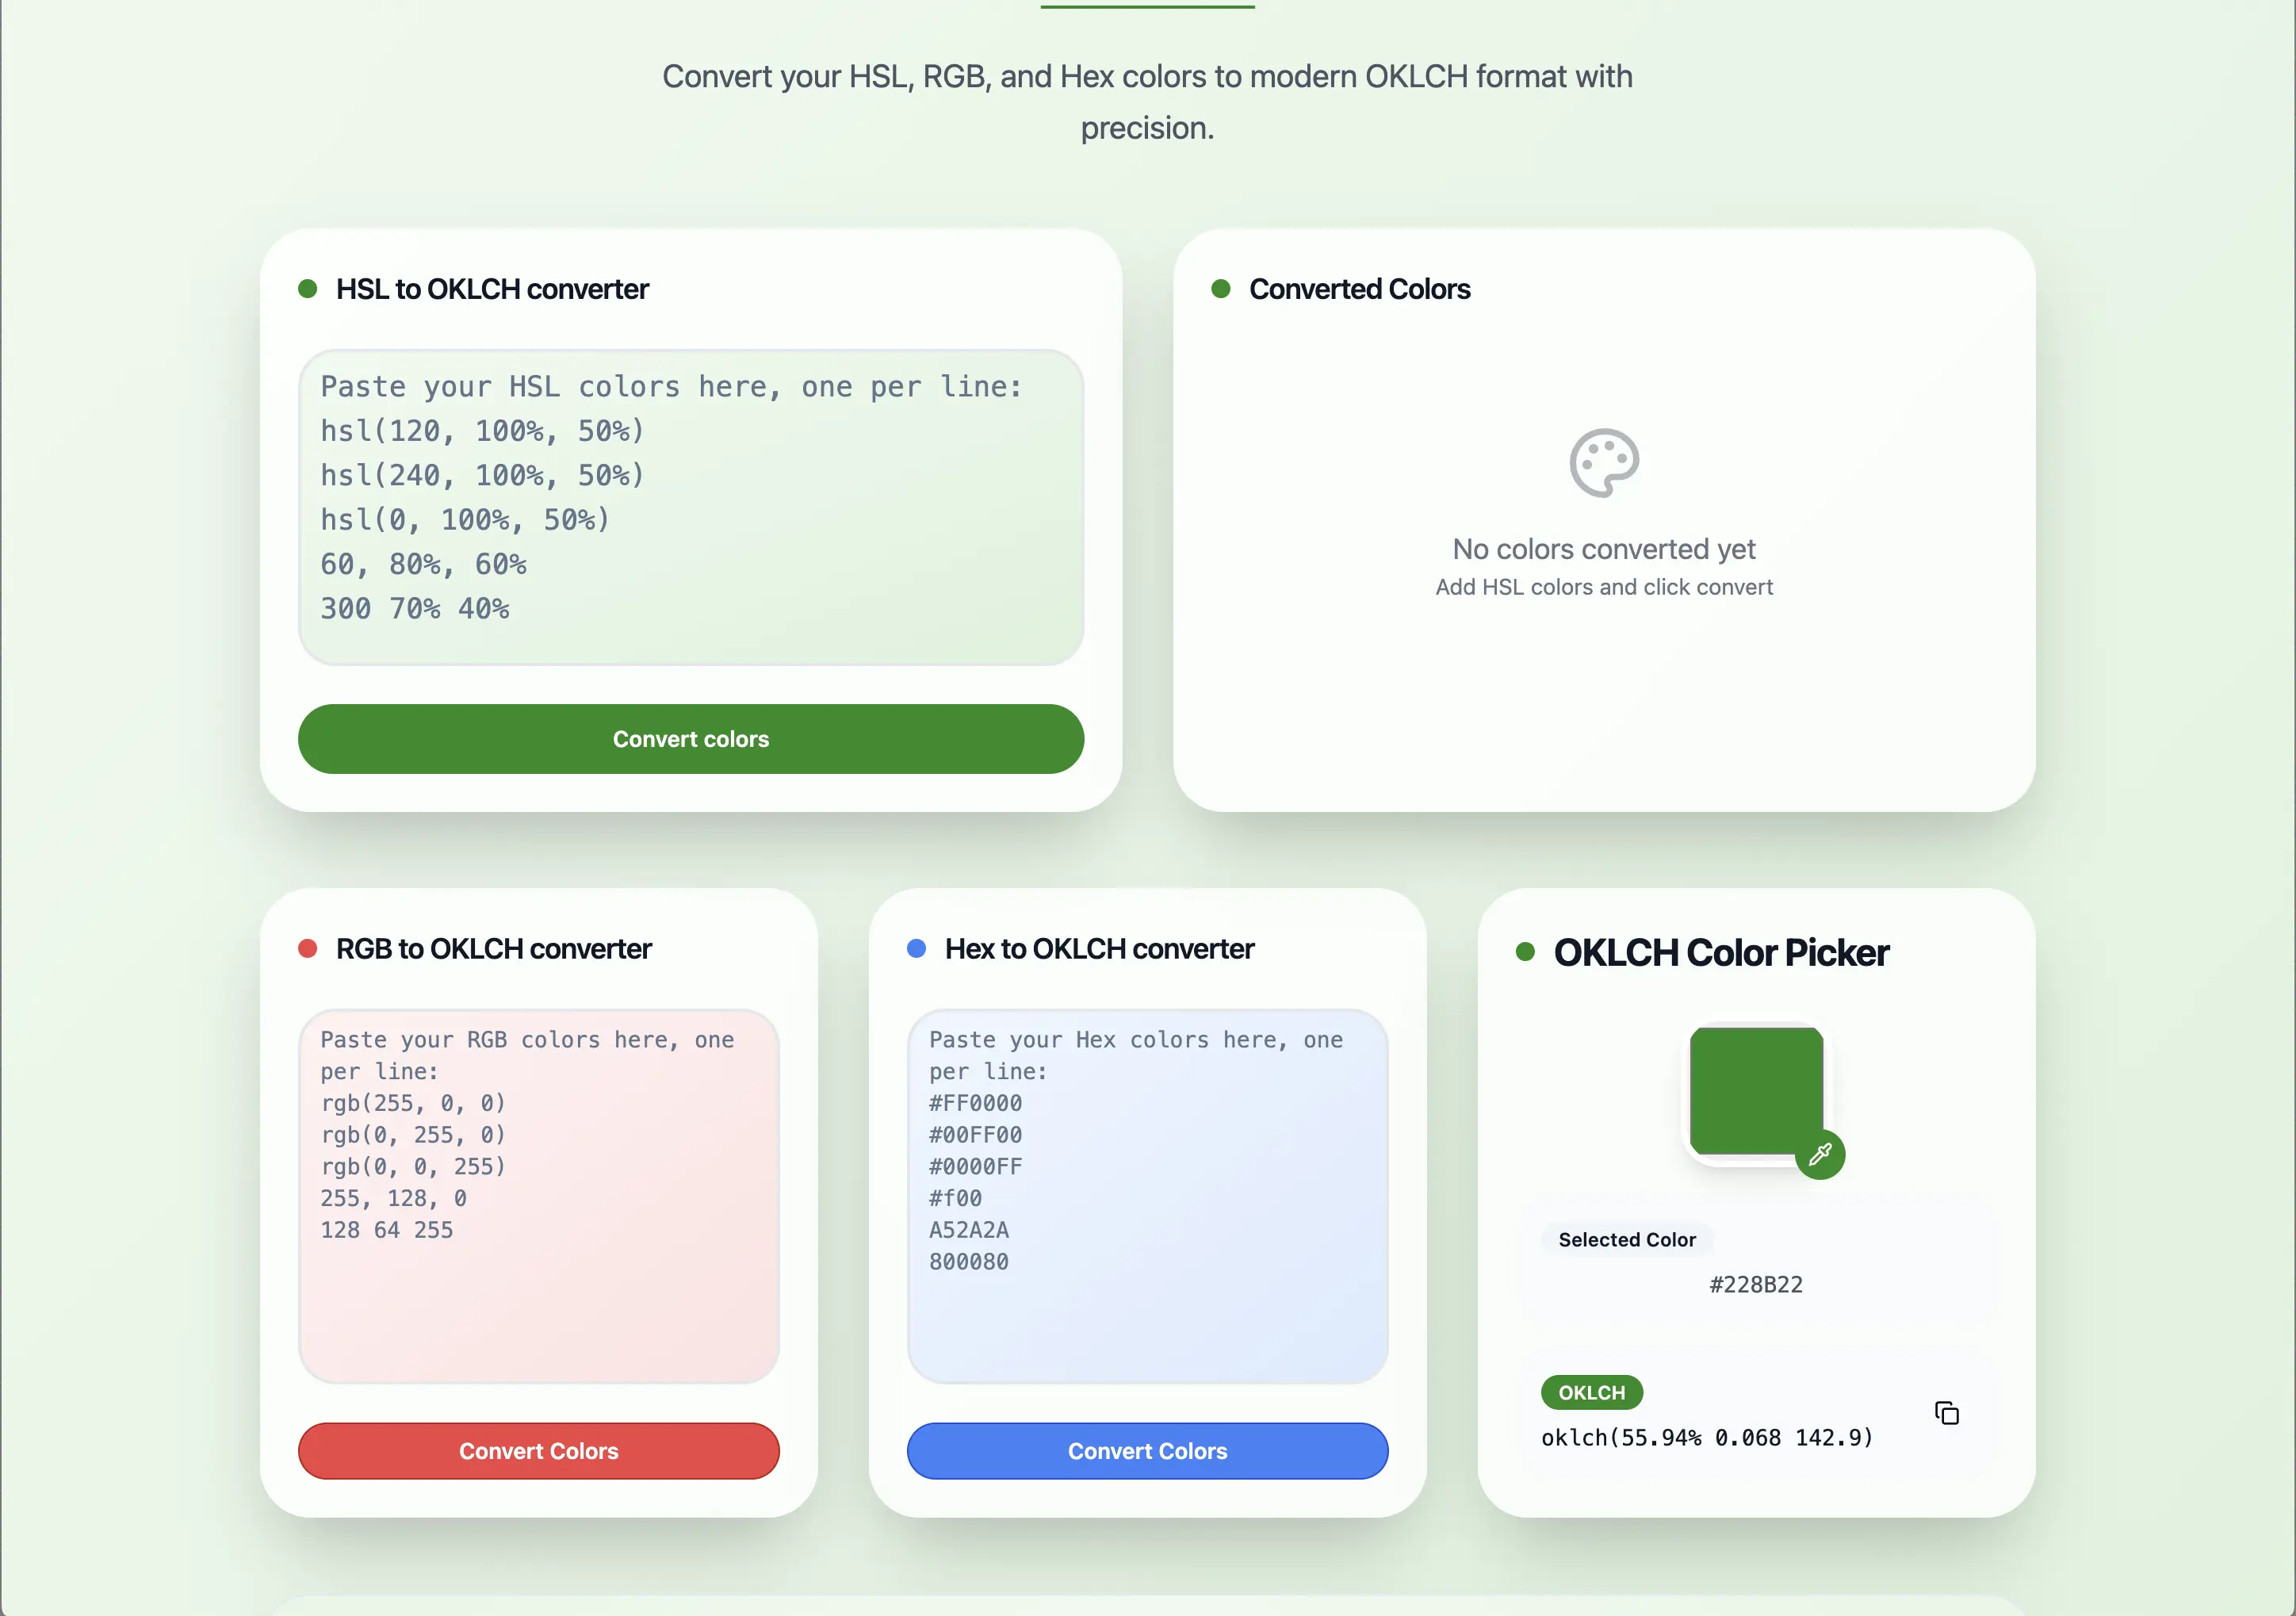 Convert your HSL, RGB, and Hex colors to modern OKLCH format with
precision.
HSL to OKLCH converter
Paste your HSL colors here, one per line:
hsl(120, 100%, 50%)
hsl(240, 100%, 50%)
hsl(0, 100%, 50%)
60, 80%, 60%
300 70% 40%
Convert colors
Converted Colors
No colors converted yet
Add HSL colors and click convert
RGB to OKLCH converter
Paste your RGB colors here, one
per line:
rgb(255, 0, 0)
rgb(0, 255, 0)
rgb(0, 0, 255)
255, 128, 0
128 64 255
Convert Colors
Hex to OKLCH converter
Paste your Hex colors here, one
per line:
#FF0000
#00FF00
#0000FF
#f00
A52A2A
800080
Convert Colors
OKLCH Color Picker
Selected Color
#228B22
OKLCH
oklch(55.94% 0.068 142.9)